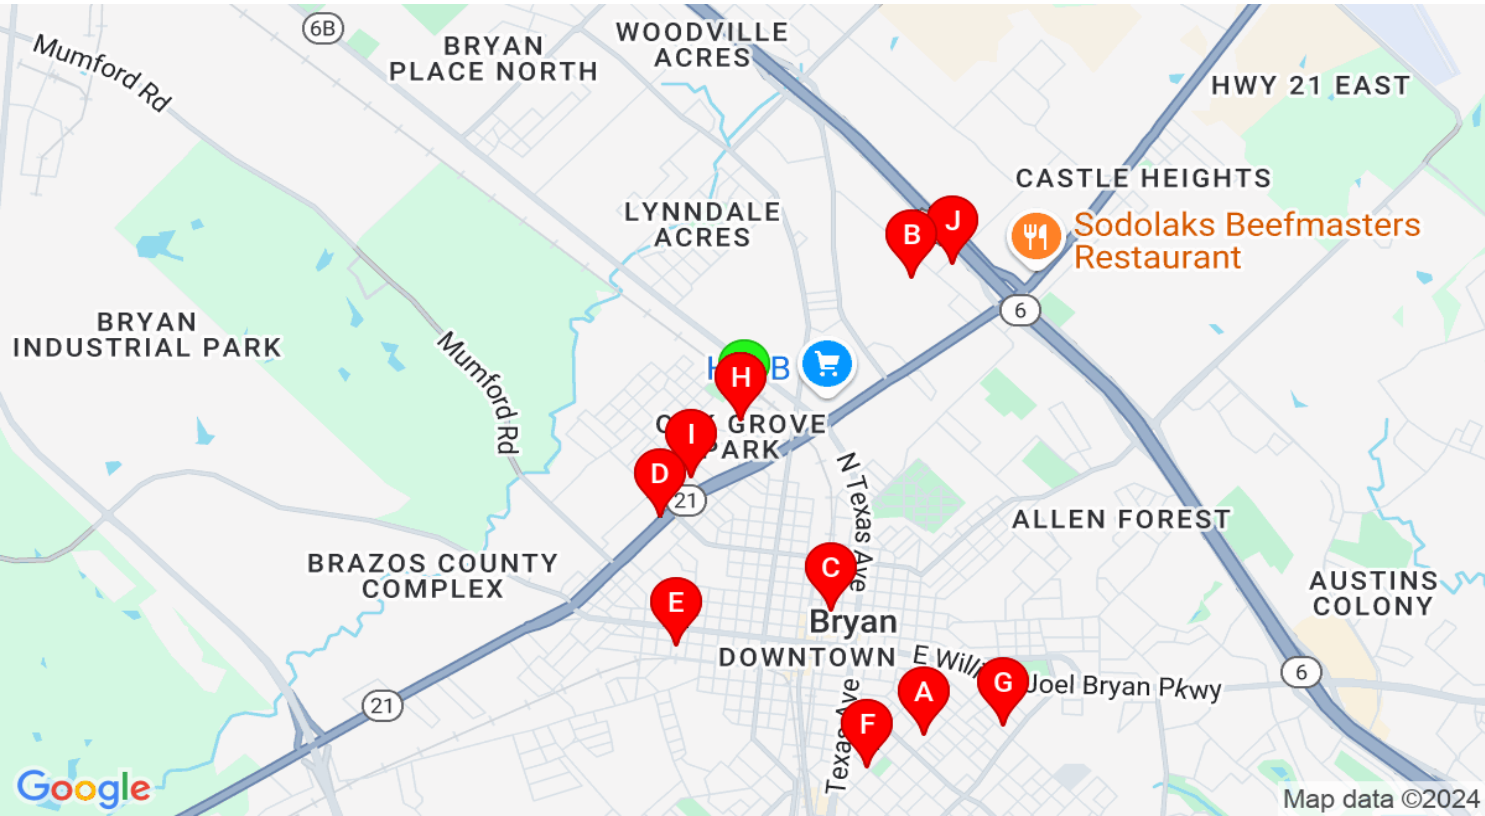 6B
WOODVILLE
ACRES
BRYAN
PLACE NORTH
Mumford Rd
HWY 21 EAST
CASTLE HEIGHTS
LYNNDALE
ACRES
B
J
Sodolaks Beefmasters
Restaurant
6
BRYAN
INDUSTRIAL PARK
Mumford Rd
H
B
H
GROVE
PARK
I
D
21
N Texas Ave
ALLEN FOREST
BRAZOS COUNTY
COMPLEX
C
AUSTINS
COLONY
E
Bryan
DOWNTOWN
E Willi
Joel Bryan Pkwy
6
A
G
21
F
Texas Ave
Google
Map data ©2024